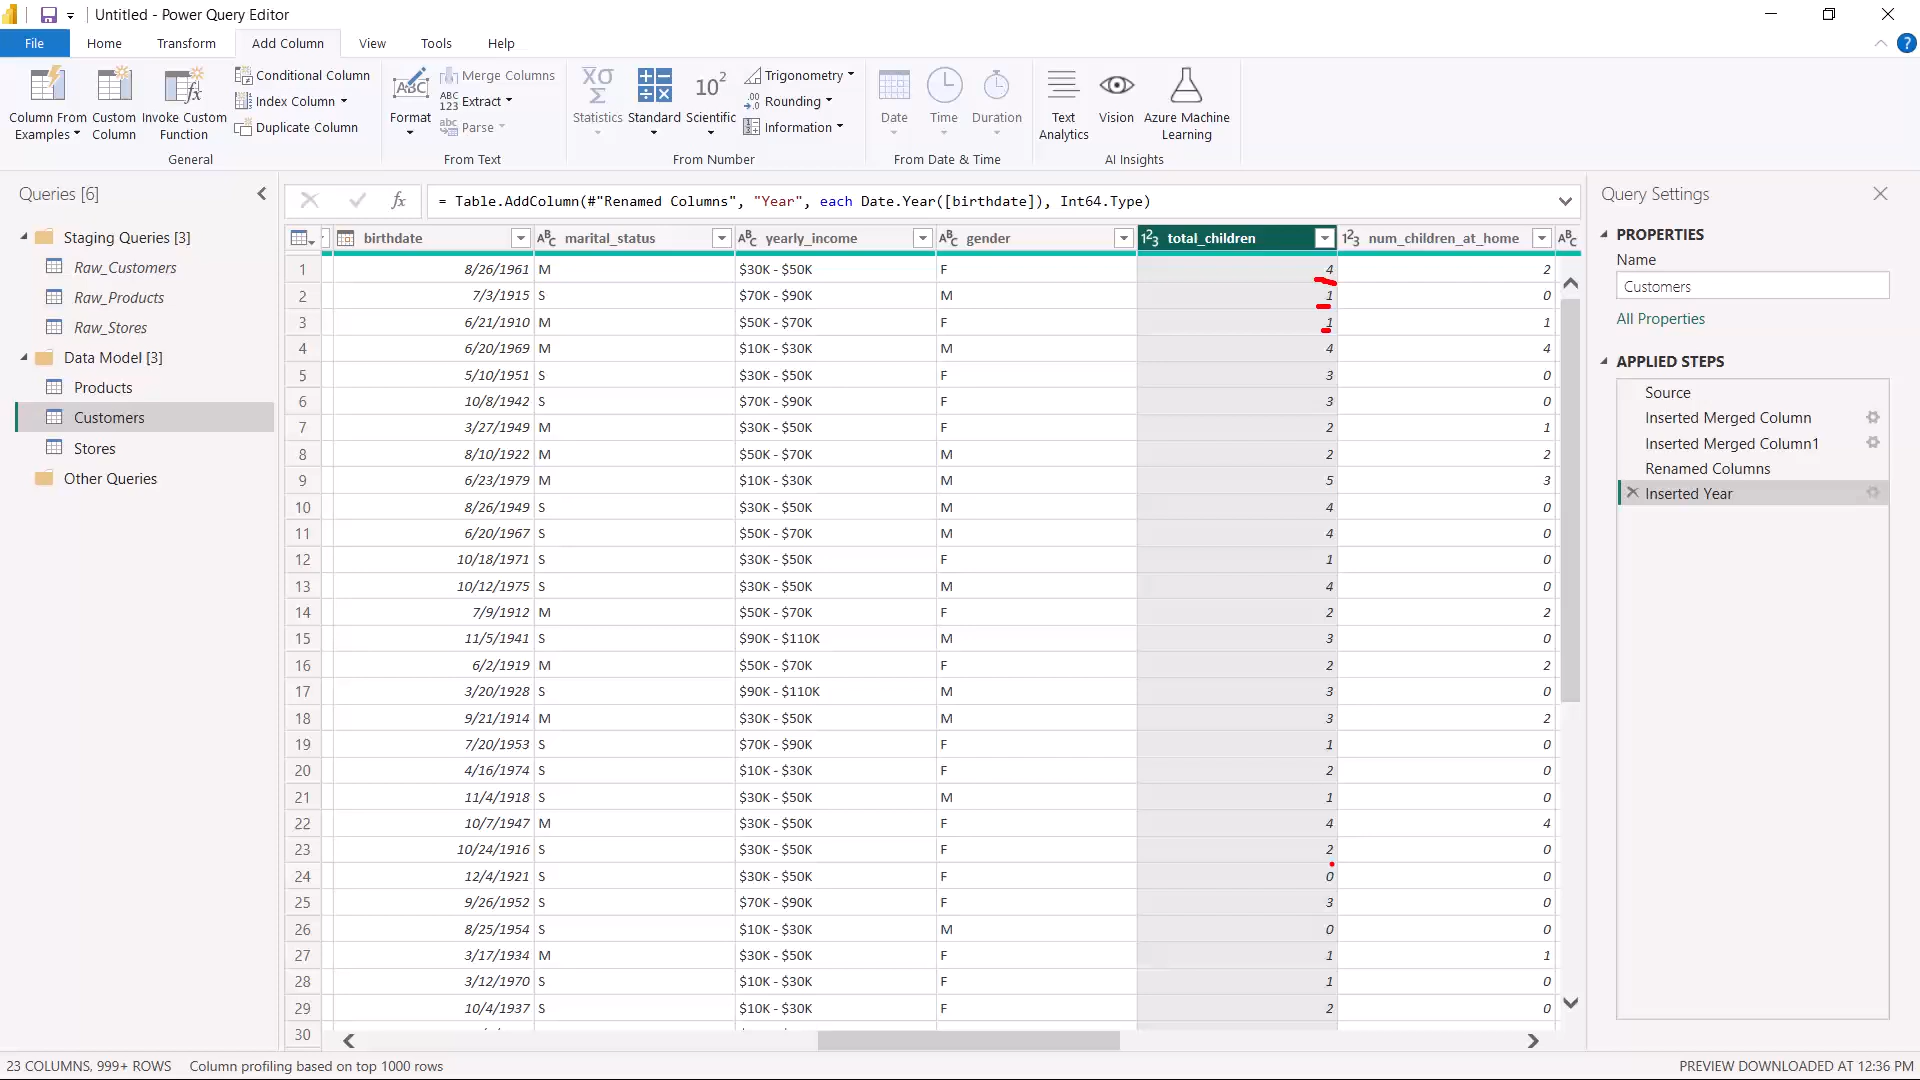 Untitled - Power Query Editor
File Home Transform Add Column View Tools Help
Column From Examples
Custom Column
Invoke Custom Function
Conditional Column
Index Column
Duplicate Column
General
ABC
Format
Merge Columns
ABC 123 Extract
abc Parse
From Text
XΣ Statistics
Standard
10² Scientific
Trigonometry
.00 Rounding
Information
From Number
Date
Time
Duration
From Date & Time
Text Analytics
Vision
Azure Machine Learning
AI Insights
Queries [6]
Staging Queries [3]
Raw_Customers
Raw_Products
Raw_Stores
Data Model [3]
Products
Customers
Stores
Other Queries
fx = Table.AddColumn(#"Renamed Columns", "Year", each Date.Year([birthdate]), Int64.Type)
birthdate ABC marital_status ABC yearly_income ABC gender 123 total_children 123 num_children_at_home ABC
1 8/26/1961 M $30K - $50K F 4 2
2 7/3/1915 S $70K - $90K M 1 0
3 6/21/1910 M $50K - $70K F 1 1
4 6/20/1969 M $10K - $30K M 4 4
5 5/10/1951 S $30K - $50K F 3 0
6 10/8/1942 S $70K - $90K F 3 0
7 3/27/1949 M $30K - $50K F 2 1
8 8/10/1922 M $50K - $70K M 2 2
9 6/23/1979 M $10K - $30K M 5 3
10 8/26/1949 S $30K - $50K M 4 0
11 6/20/1967 S $50K - $70K M 4 0
12 10/18/1971 S $30K - $50K F 1 0
13 10/12/1975 S $30K - $50K M 4 0
14 7/9/1912 M $50K - $70K F 2 2
15 11/5/1941 S $90K - $110K M 3 0
16 6/2/1919 M $50K - $70K F 2 2
17 3/20/1928 S $90K - $110K M 3 0
18 9/21/1914 M $30K - $50K M 3 2
19 7/20/1953 S $70K - $90K F 1 0
20 4/16/1974 S $10K - $30K F 2 0
21 11/4/1918 S $30K - $50K M 1 0
22 10/7/1947 M $30K - $50K F 4 4
23 10/24/1916 S $30K - $50K F 2 0
24 12/4/1921 S $30K - $50K F 0 0
25 9/26/1952 S $70K - $90K F 3 0
26 8/25/1954 S $10K - $30K M 0 0
27 3/17/1934 M $30K - $50K F 1 1
28 3/12/1970 S $10K - $30K F 1 0
29 10/4/1937 S $10K - $30K F 2 0
30
Query Settings
PROPERTIES
Name
Customers
All Properties
APPLIED STEPS
Source
Inserted Merged Column
Inserted Merged Column1
Renamed Columns
Inserted Year
23 COLUMNS, 999+ ROWS Column profiling based on top 1000 rows PREVIEW DOWNLOADED AT 12:36 PM